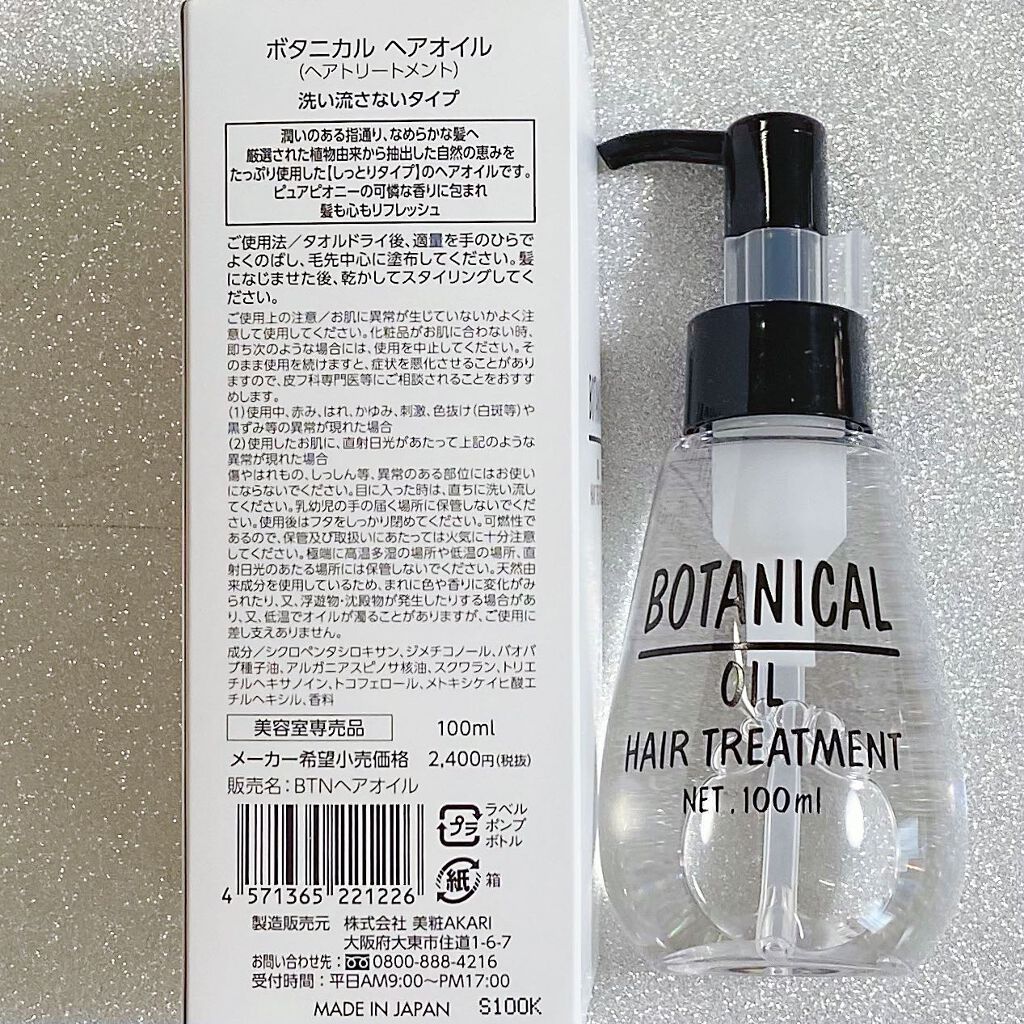 ボタニカル ヘアオイル
(ヘアトリートメント)
洗い流さないタイプ
潤いのある指通り、なめらかな髪へ
厳選された植物由来から抽出した自然の恵みを
たっぷり使用した【しっとりタイプ】のヘアオイルです。
ピュアピオニーの可憐な香りに包まれ
髪も心もリフレッシュ
ご使用法/タオルドライ後、適量を手のひらで
よくのばし、毛先中心に塗布してください。髪
になじませた後、乾かしてスタイリングしてく
ださい。
ご使用上の注意/お肌に異常が生じていないかよく注
意して使用してください。化粧品がお肌に合わない時、
即ち次のような場合には、使用を中止してください。そ
のまま使用を続けますと、症状を悪化させることがあり
ますので、皮フ科専門医等にご相談されることをおすす
めします。
(1)使用中、赤み、はれ、かゆみ、刺激、色抜け(白斑等)や
黒ずみ等の異常が現れた場合
(2)使用したお肌に、直射日光があたって上記のような
異常が現れた場合
傷やはれもの、しっしん等、異常のある部位にはお使い
にならないでください。目に入った時は、直ちに洗い流し
てください。乳幼児の手の届く場所に保管しないでくださ
い。使用後はフタをしっかり閉めてください。可燃性で
あるので、保管及び取扱いにあたっては火気に十分注意
してください。極端に高温多湿の場所や低温の場所、直
射日光のあたる場所には保管しないでください。天然由
来成分を使用しているため、まれに色や香りに変化がみ
られたり、又、浮遊物・沈殿物が発生したりする場合があ
り、又、低温でオイルが濁ることがありますが、ご使用に
差し支えありません。
成分/シクロペンタシロキサン、ジメチコノール、バオバ
ブ種子油、アルガニアスピノサ核油、スクワラン、トリエ
チルヘキサノイン、トコフェロール、メトキシケイヒ酸エ
チルヘキシル、香料
美容室専売品 100ml
メーカー希望小売価格 2,400円(税抜)
販売名:BTNヘアオイル
プラ
ラベル
ポンプ
ボトル
紙 箱
4 571365 221226
製造販売元 株式会社 美粧AKARI
大阪府大東市住道1-6-7
お問い合わせ先:0800-888-4216
受付時間:平日AM9:00〜PM17:00
MADE IN JAPAN S100K
BOTANICAL
OIL
HAIR TREATMENT
NET.100ml